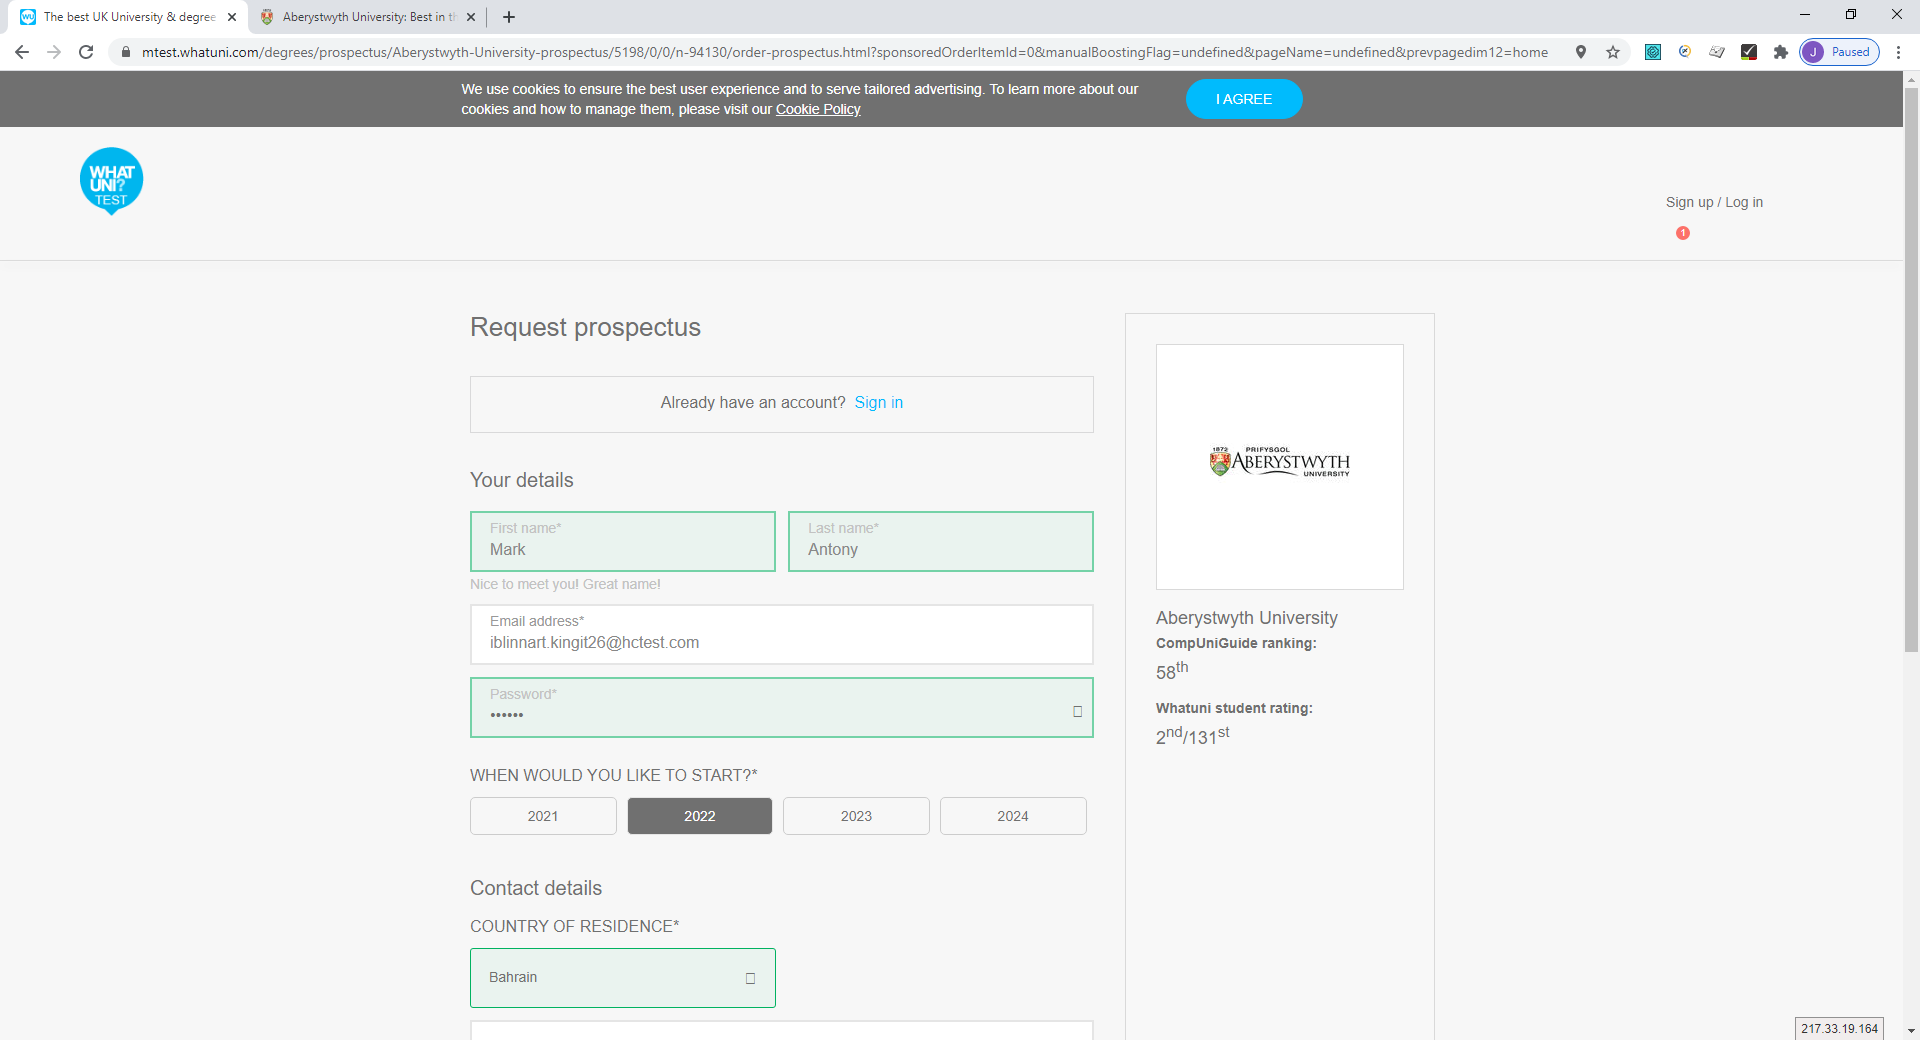 The best UK University & degree
Aberystwyth University: Best in th
mtest.whatuni.com/degrees/prospectus/Aberystwyth-University-prospectus/5198/0/0/n-94130/order-prospectus.html?sponsoredOrderItemId=0&manualBoostingFlag=undefined&pageName=undefined&prevpagedim12=home
J Paused
We use cookies to ensure the best user experience and to serve tailored advertising. To learn more about our
cookies and how to manage them, please visit our Cookie Policy
I AGREE
WHAT
UNI?
TEST
Sign up / Log in
1
Request prospectus
Already have an account? Sign in
Your details
First name*
Mark
Last name*
Antony
Nice to meet you! Great name!
Email address*
iblinnart.kingit26@hctest.com
Password*
••••••
WHEN WOULD YOU LIKE TO START?*
2021
2022
2023
2024
Contact details
COUNTRY OF RESIDENCE*
Bahrain
1872 PRIFYSGOL
ABERYSTWYTH
UNIVERSITY
Aberystwyth University
CompUniGuide ranking:
58th
Whatuni student rating:
2nd/131st
217.33.19.164